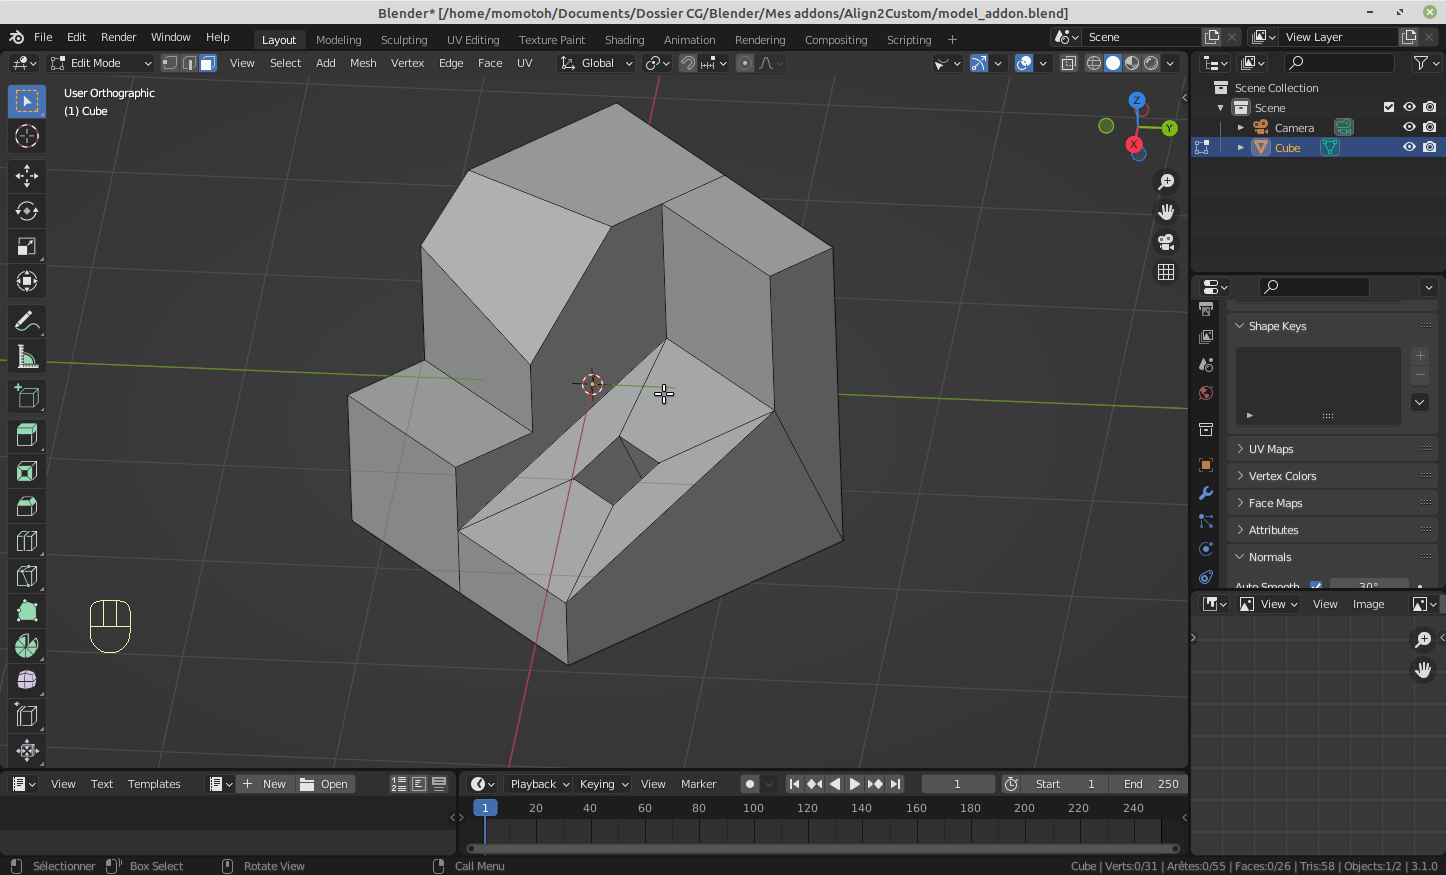 Blender* [/home/momotoh/Documents/Dossier CG/Blender/Mes addons/Align2Custom/model_addon.blend]
File Edit Render Window Help Layout Modeling Sculpting UV Editing Texture Paint Shading Animation Rendering Compositing Scripting + Scene View Layer
Edit Mode View Select Add Mesh Vertex Edge Face UV Global
User Orthographic
(1) Cube
Z
Y
X
Scene Collection
Scene
Camera
Cube
Shape Keys
UV Maps
Vertex Colors
Face Maps
Attributes
Normals
Auto Smooth 30°
View View Image
View Text Templates New Open
Playback Keying View Marker 1 Start 1 End 250
1 20 40 60 80 100 120 140 160 180 200 220 240
Sélectionner Box Select Rotate View Call Menu Cube | Verts:0/31 | Arêtes:0/55 | Faces:0/26 | Tris:58 | Objects:1/2 | 3.1.0